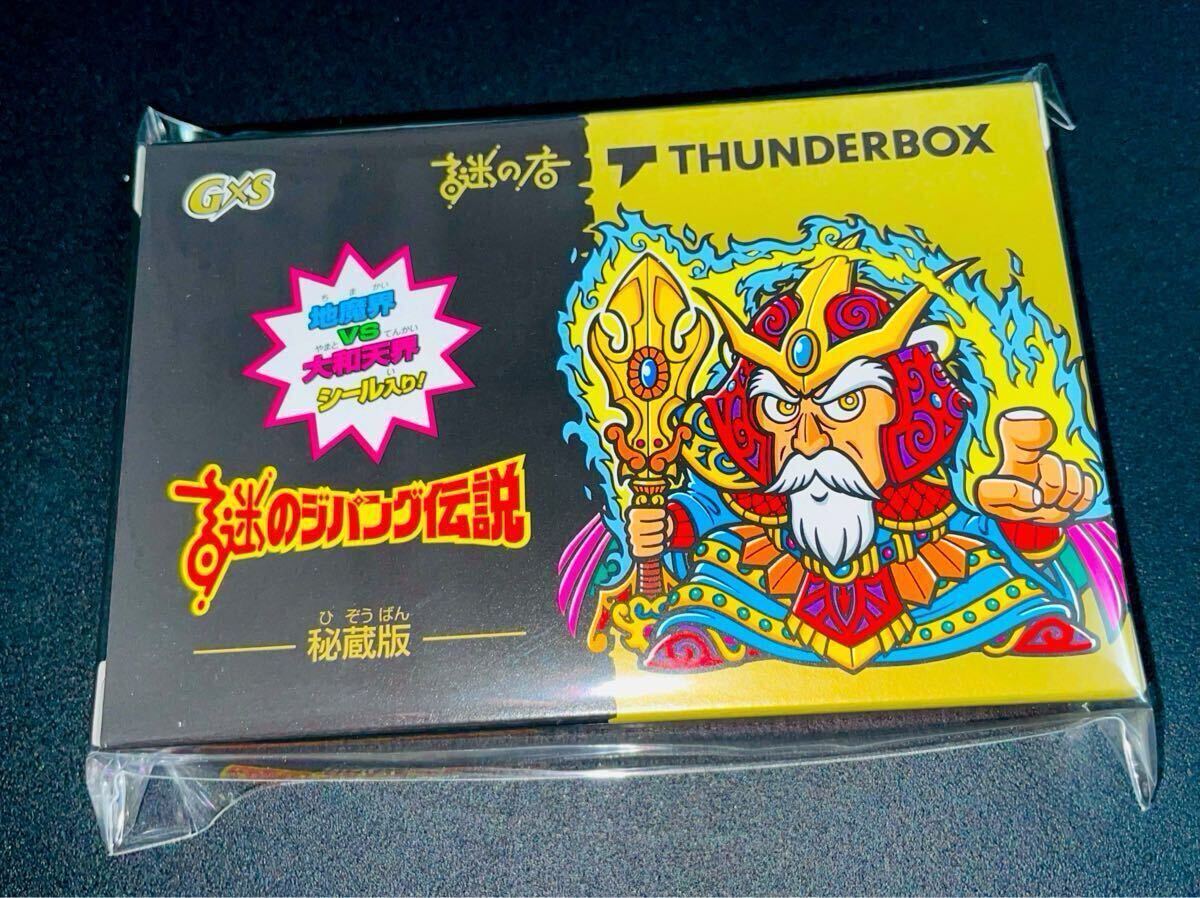 GXS
謎の店
THUNDERBOX
ちまかい
地魔界
VS
やまと てんかい
大和天界
い
シール入り!
謎のジパング伝説
ひぞうばん
秘蔵版